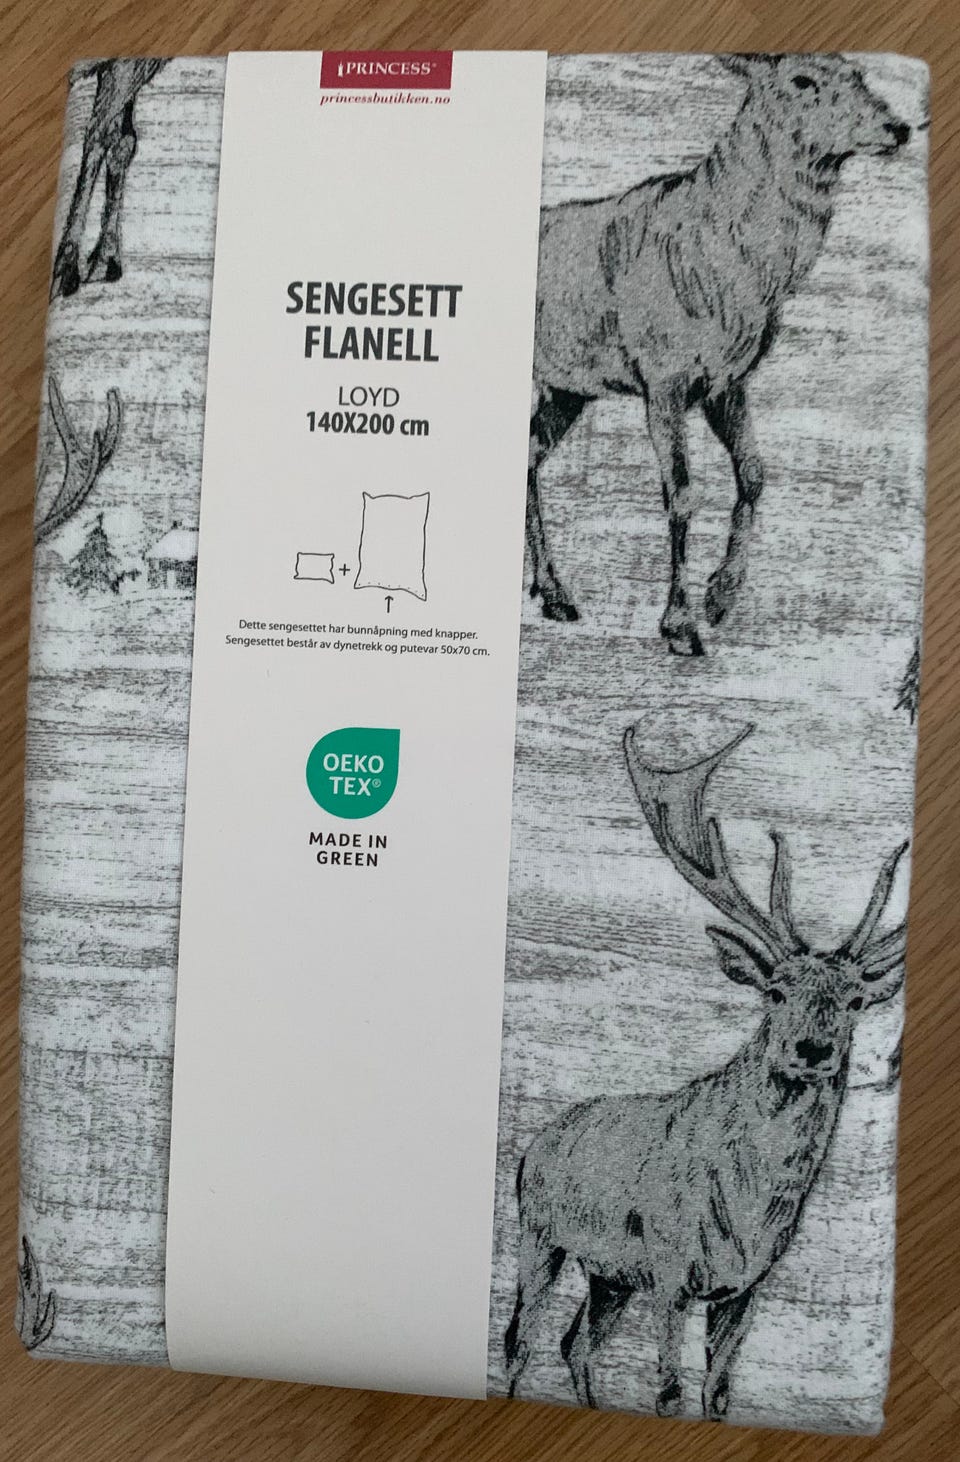 PRINCESS®
princessbutikken.no
SENGESETT
FLANELL
LOYD
140X200 cm
+
Dette sengesettet har bunnåpning med knapper.
Sengesettet består av dynetrekk og putevar 50x70 cm.
OEKO
TEX®
MADE IN
GREEN